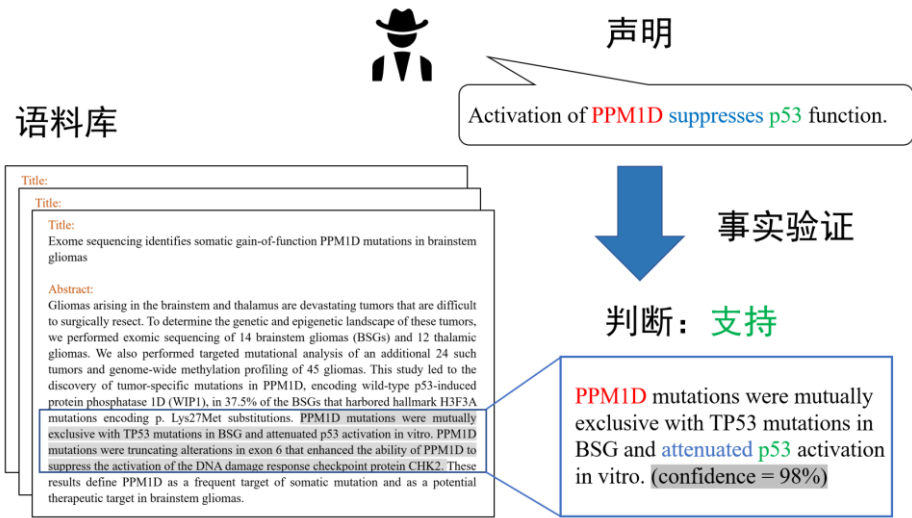 声明
Activation of PPM1D suppresses p53 function.
语料库
Title:
Title:
Title:
Exome sequencing identifies somatic gain-of-function PPM1D mutations in brainstem
gliomas
Abstract:
Gliomas arising in the brainstem and thalamus are devastating tumors that are difficult
to surgically resect. To determine the genetic and epigenetic landscape of these tumors,
we performed exomic sequencing of 14 brainstem gliomas (BSGs) and 12 thalamic
gliomas. We also performed targeted mutational analysis of an additional 24 such
tumors and genome-wide methylation profiling of 45 gliomas. This study led to the
discovery of tumor-specific mutations in PPM1D, encoding wild-type p53-induced
protein phosphatase 1D (WIP1), in 37.5% of the BSGs that harbored hallmark H3F3A
mutations encoding p. Lys27Met substitutions. PPM1D mutations were mutually
exclusive with TP53 mutations in BSG and attenuated p53 activation in vitro. PPM1D
mutations were truncating alterations in exon 6 that enhanced the ability of PPM1D to
suppress the activation of the DNA damage response checkpoint protein CHK2. These
results define PPM1D as a frequent target of somatic mutation and as a potential
therapeutic target in brainstem gliomas.
事实验证
判断：支持
PPM1D mutations were mutually
exclusive with TP53 mutations in
BSG and attenuated p53 activation
in vitro. (confidence = 98%)